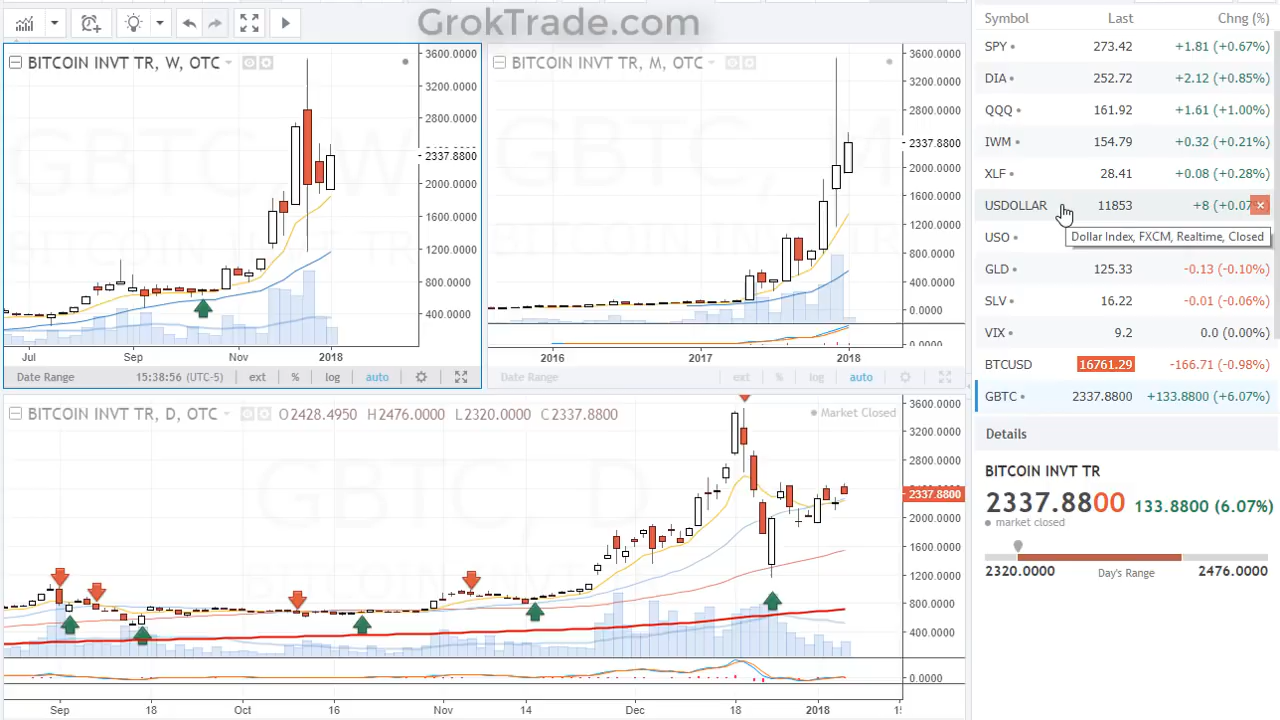 GrokTrade.com
BITCOIN INVT TR, W, OTC
3600.0000
3200.0000
2800.0000
2337.8800
2000.0000
1600.0000
1200.0000
800.0000
400.0000
Jul Sep Nov 2018
Date Range 15:38:56 (UTC-5) ext % log auto
BITCOIN INVT TR, M, OTC
3600.0000
3200.0000
2800.0000
2337.8800
2000.0000
1600.0000
1200.0000
800.0000
400.0000
0.0000
0.0000
2016 2017 2018
Date Range ext % log auto
BITCOIN INVT TR, D, OTC O2428.4950 H2476.0000 L2320.0000 C2337.8800
Market Closed
3600.0000
3200.0000
2800.0000
2337.8800
2000.0000
1600.0000
1200.0000
800.0000
400.0000
0.0000
Sep 18 Oct 16 Nov 14 Dec 18 2018
Symbol Last Chng (%)
SPY 273.42 +1.81 (+0.67%)
DIA 252.72 +2.12 (+0.85%)
QQQ 161.92 +1.61 (+1.00%)
IWM 154.79 +0.32 (+0.21%)
XLF 28.41 +0.08 (+0.28%)
USDOLLAR 11853 +8 (+0.07
USO
Dollar Index, FXCM, Realtime, Closed
GLD 125.33 -0.13 (-0.10%)
SLV 16.22 -0.01 (-0.06%)
VIX 9.2 0.0 (0.00%)
BTCUSD 16761.29 -166.71 (-0.98%)
GBTC 2337.8800 +133.8800 (+6.07%)
Details
BITCOIN INVT TR
2337.8800 133.8800 (6.07%)
market closed
2320.0000 Day's Range 2476.0000